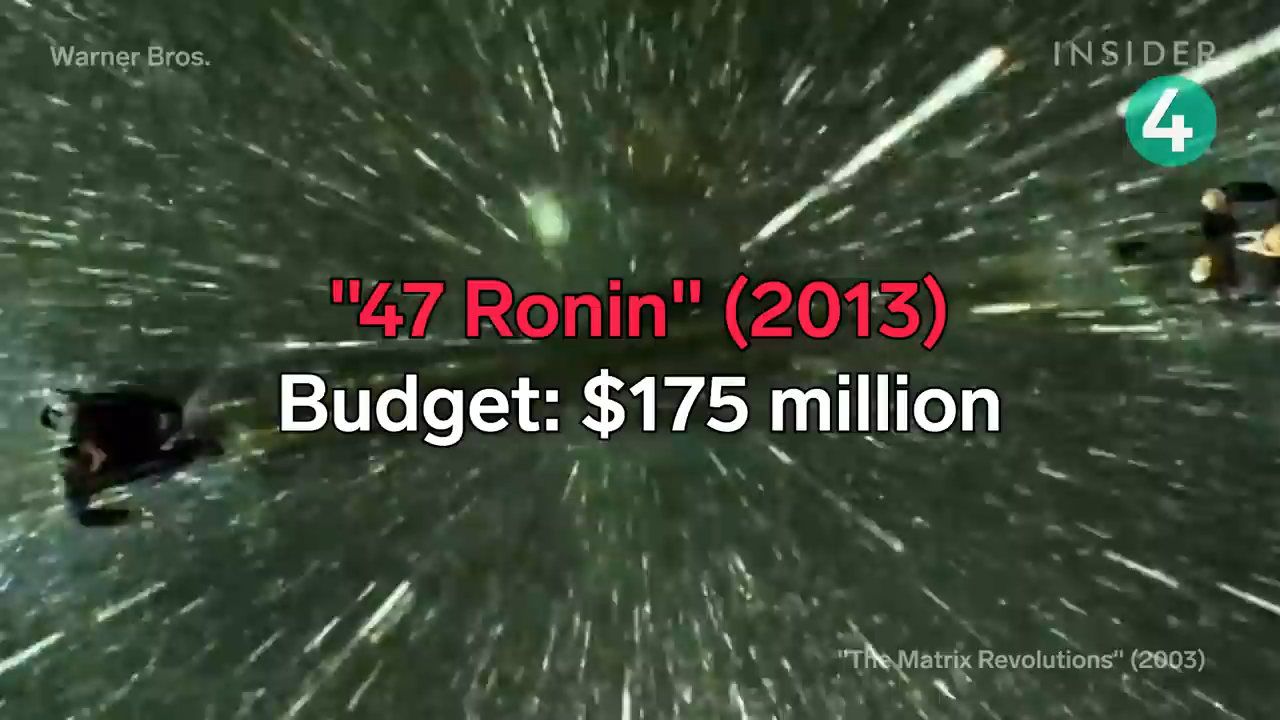 Warner Bros.
INSIDER
4
"47 Ronin" (2013)
Budget: $175 million
"The Matrix Revolutions" (2003)